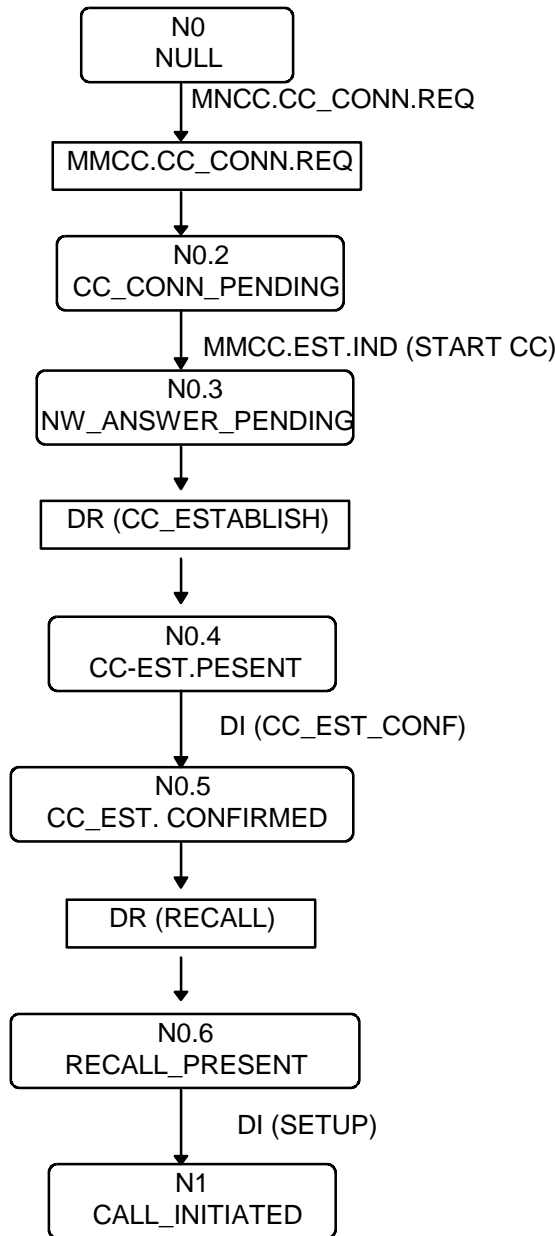 N0
NULL
MNCC.CC_CONN.REQ
MMCC.CC_CONN.REQ
N0.2
CC_CONN_PENDING
MMCC.EST.IND (START CC)
N0.3
NW_ANSWER_PENDING
DR (CC_ESTABLISH)
N0.4
CC-EST.PESENT
DI (CC_EST_CONF)
N0.5
CC_EST. CONFIRMED
DR (RECALL)
N0.6
RECALL_PRESENT
DI (SETUP)
N1
CALL_INITIATED